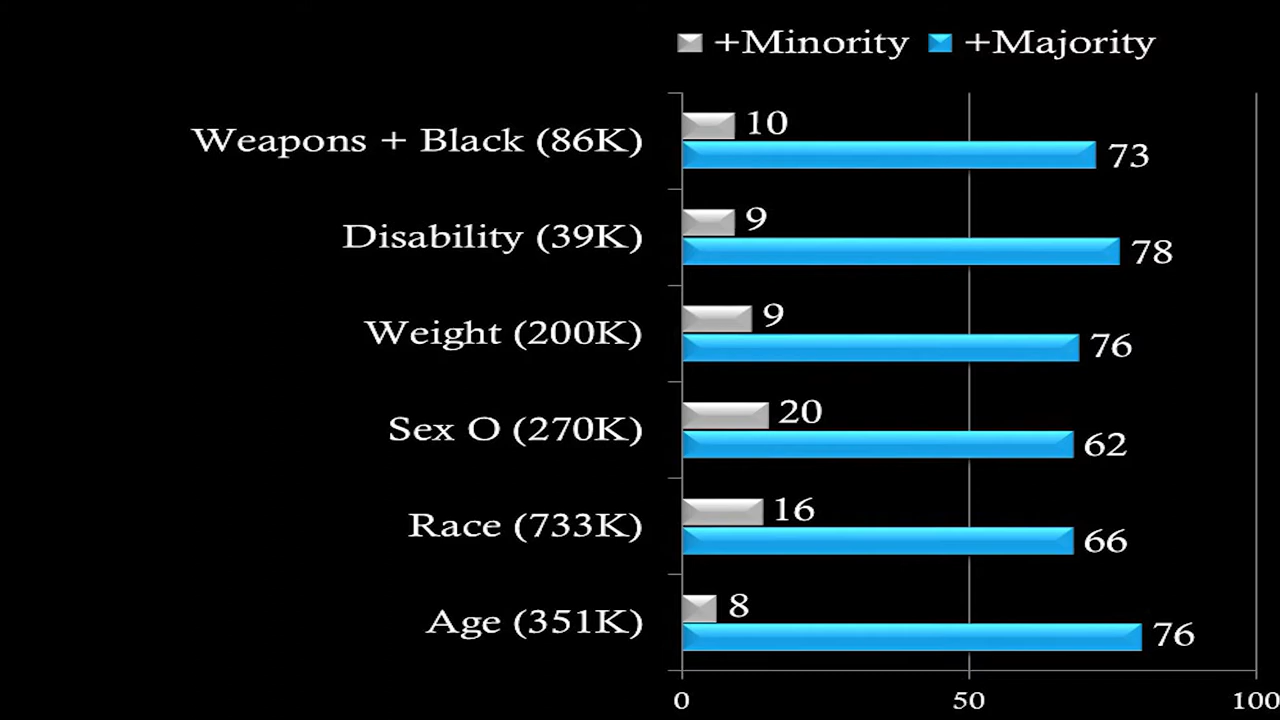 +Minority +Majority
Weapons + Black (86K) 10 73
Disability (39K) 9 78
Weight (200K) 9 76
Sex O (270K) 20 62
Race (733K) 16 66
Age (351K) 8 76
0 50 100